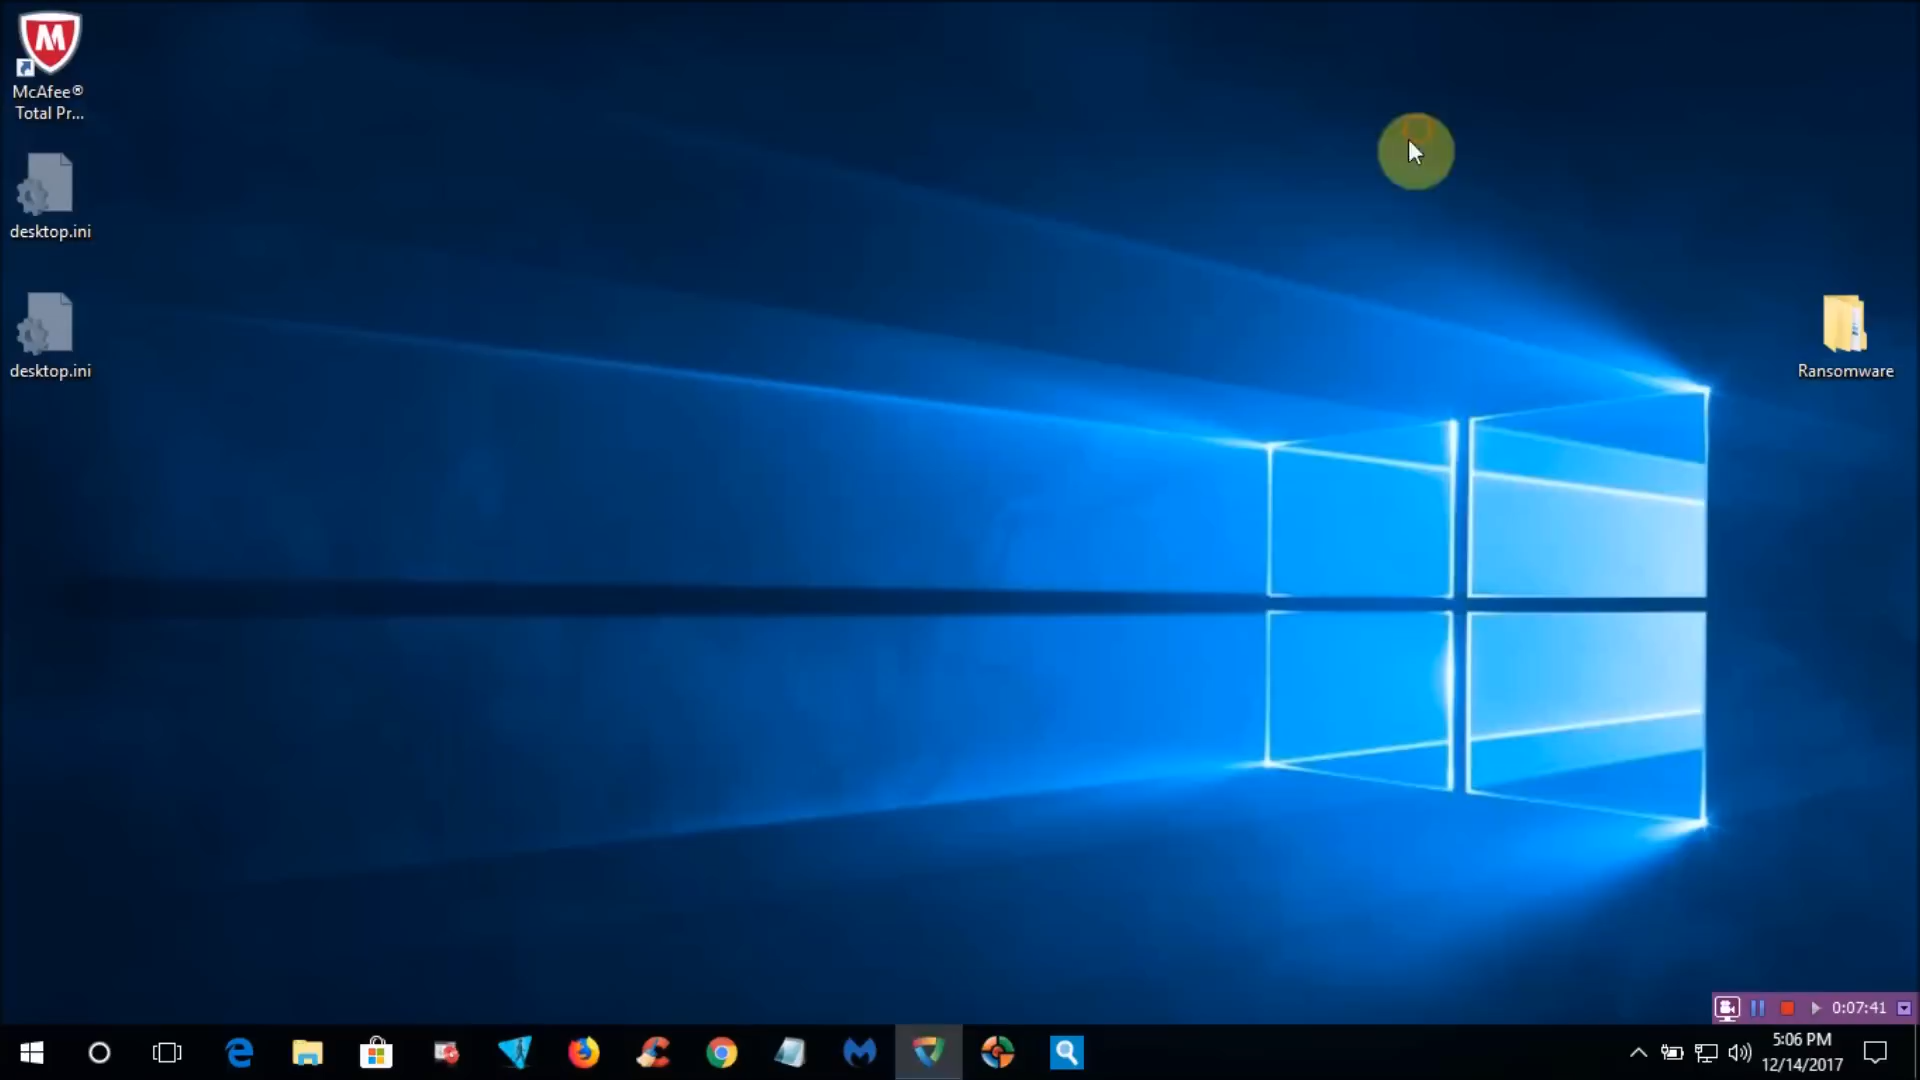 McAfee®
Total Pr...
desktop.ini
desktop.ini
Ransomware
0:07:41
5:06 PM
12/14/2017